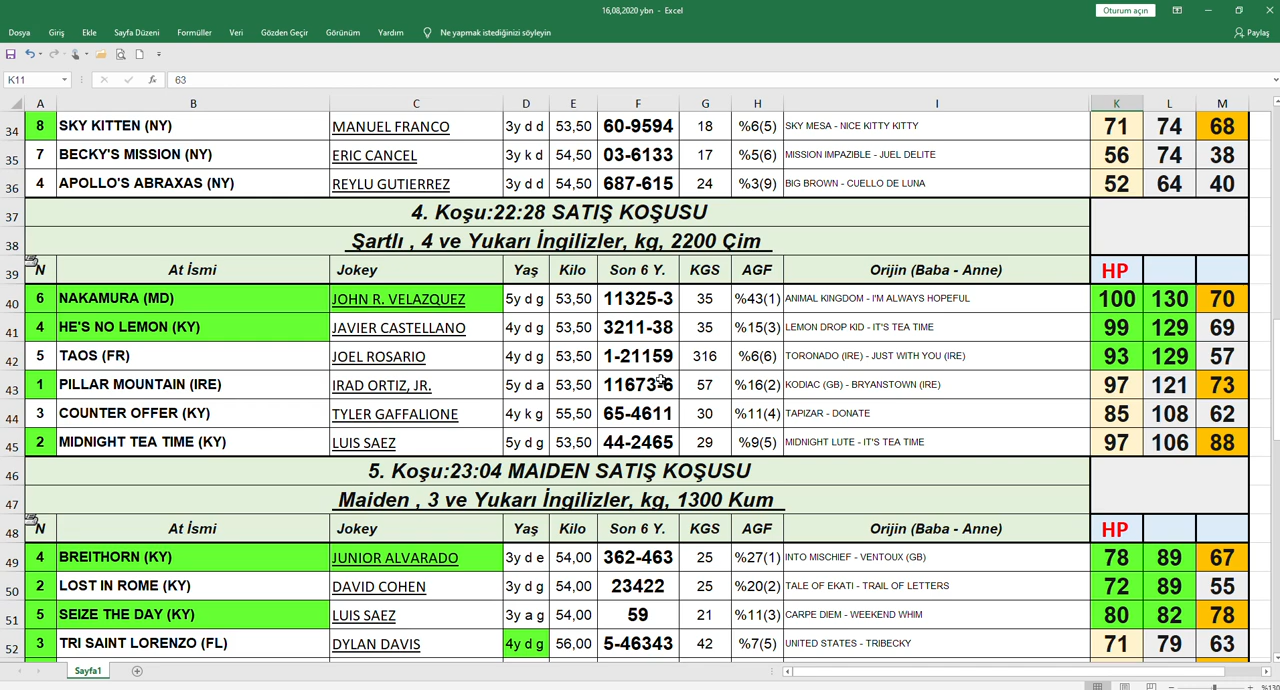 16,08,2020 ybn - Excel
Oturum açın
Dosya Giriş Ekle Sayfa Düzeni Formüller Veri Gözden Geçir Görünüm Yardım Ne yapmak istediğinizi söyleyin Paylaş
K11 fx 63
A B C D E F G H I K L M
34 8 SKY KITTEN (NY) MANUEL FRANCO 3y d d 53,50 60-9594 18 %6(5) SKY MESA - NICE KITTY KITTY 71 74 68
35 7 BECKY'S MISSION (NY) ERIC CANCEL 3y k d 54,50 03-6133 17 %5(6) MISSION IMPAZIBLE - JUEL DELITE 56 74 38
36 4 APOLLO'S ABRAXAS (NY) REYLU GUTIERREZ 3y d d 54,50 687-615 24 %3(9) BIG BROWN - CUELLO DE LUNA 52 64 40
37 4. Koşu:22:28 SATIŞ KOŞUSU
38 Şartlı , 4 ve Yukarı İngilizler, kg, 2200 Çim
39 N At İsmi Jokey Yaş Kilo Son 6 Y. KGS AGF Orijin (Baba - Anne) HP
40 6 NAKAMURA (MD) JOHN R. VELAZQUEZ 5y d g 53,50 11325-3 35 %43(1) ANIMAL KINGDOM - I'M ALWAYS HOPEFUL 100 130 70
41 4 HE'S NO LEMON (KY) JAVIER CASTELLANO 4y d g 53,50 3211-38 35 %15(3) LEMON DROP KID - IT'S TEA TIME 99 129 69
42 5 TAOS (FR) JOEL ROSARIO 4y d g 53,50 1-21159 316 %6(6) TORONADO (IRE) - JUST WITH YOU (IRE) 93 129 57
43 1 PILLAR MOUNTAIN (IRE) IRAD ORTIZ, JR. 5y d a 53,50 11673-6 57 %16(2) KODIAC (GB) - BRYANSTOWN (IRE) 97 121 73
44 3 COUNTER OFFER (KY) TYLER GAFFALIONE 4y k g 55,50 65-4611 30 %11(4) TAPIZAR - DONATE 85 108 62
45 2 MIDNIGHT TEA TIME (KY) LUIS SAEZ 5y d g 53,50 44-2465 29 %9(5) MIDNIGHT LUTE - IT'S TEA TIME 97 106 88
46 5. Koşu:23:04 MAIDEN SATIŞ KOŞUSU
47 Maiden , 3 ve Yukarı İngilizler, kg, 1300 Kum
48 N At İsmi Jokey Yaş Kilo Son 6 Y. KGS AGF Orijin (Baba - Anne) HP
49 4 BREITHORN (KY) JUNIOR ALVARADO 3y d e 54,00 362-463 25 %27(1) INTO MISCHIEF - VENTOUX (GB) 78 89 67
50 2 LOST IN ROME (KY) DAVID COHEN 3y d g 54,00 23422 25 %20(2) TALE OF EKATI - TRAIL OF LETTERS 72 89 55
51 5 SEIZE THE DAY (KY) LUIS SAEZ 3y a g 54,00 59 21 %11(3) CARPE DIEM - WEEKEND WHIM 80 82 78
52 3 TRI SAINT LORENZO (FL) DYLAN DAVIS 4y d g 56,00 5-46343 42 %7(5) UNITED STATES - TRIBECKY 71 79 63
Sayfa1
%130